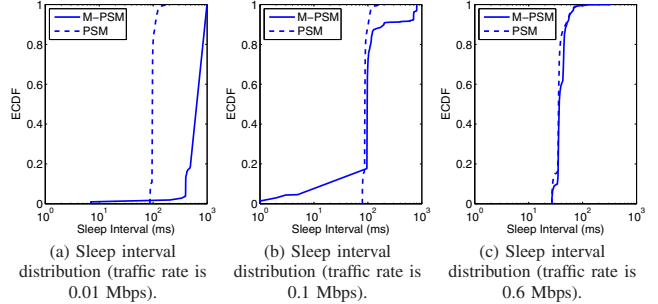 M-PSM
PSM
ECDF
1
0.8
0.6
0.4
0.2
0
10^0 10^1 10^2 10^3
Sleep Interval (ms)
(a) Sleep interval
distribution (traffic rate is
0.01 Mbps).
M-PSM
PSM
ECDF
1
0.8
0.6
0.4
0.2
0
10^0 10^1 10^2 10^3
Sleep Interval (ms)
(b) Sleep interval
distribution (traffic rate is
0.1 Mbps).
M-PSM
PSM
ECDF
1
0.8
0.6
0.4
0.2
0
10^0 10^1 10^2 10^3
Sleep Interval (ms)
(c) Sleep interval
distribution (traffic rate is
0.6 Mbps).